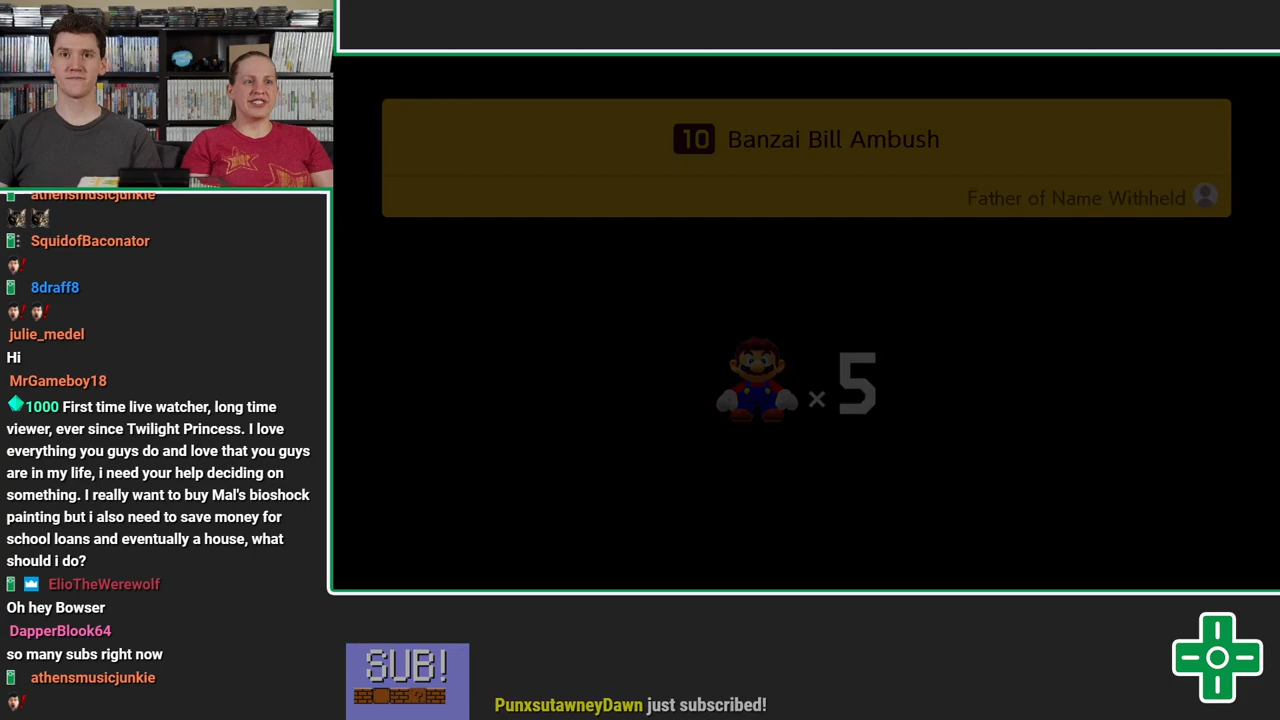 athensmusicjunkie
SquidofBaconator
8draff8
julie_medel
Hi
MrGameboy18
1000 First time live watcher, long time
viewer, ever since Twilight Princess. I love
everything you guys do and love that you guys
are in my life, i need your help deciding on
something. I really want to buy Mal's bioshock
painting but i also need to save money for
school loans and eventually a house, what
should i do?
ElioTheWerewolf
Oh hey Bowser
DapperBlook64
so many subs right now
athensmusicjunkie
10 Banzai Bill Ambush
Father of Name Withheld
× 5
SUB!
PunxsutawneyDawn just subscribed!